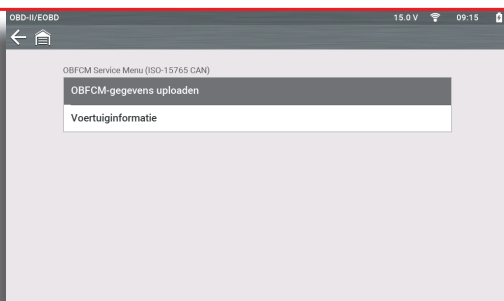 OBD-II/EOBD 15.0 V 09:15
OBFCM Service Menu (ISO-15765 CAN)
OBFCM-gegevens uploaden
Voertuiginformatie